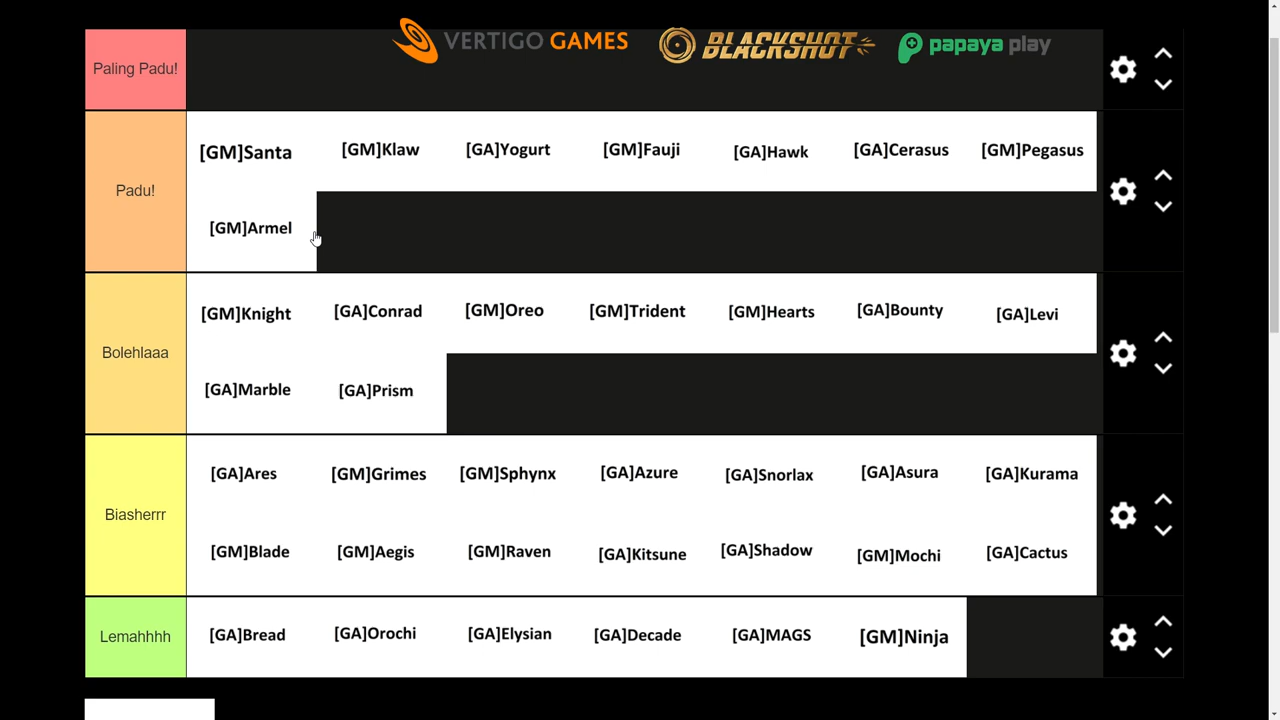 VERTIGO GAMES BLACKSHOT papaya play
Paling Padu!
[GM]Santa [GM]Klaw [GA]Yogurt [GM]Fauji [GA]Hawk [GA]Cerasus [GM]Pegasus
Padu!
[GM]Armel
[GM]Knight [GA]Conrad [GM]Oreo [GM]Trident [GM]Hearts [GA]Bounty [GA]Levi
Bolehlaaa
[GA]Marble [GA]Prism
[GA]Ares [GM]Grimes [GM]Sphynx [GA]Azure [GA]Snorlax [GA]Asura [GA]Kurama
Biasherrr
[GM]Blade [GM]Aegis [GM]Raven [GA]Kitsune [GA]Shadow [GM]Mochi [GA]Cactus
Lemahhhh [GA]Bread [GA]Orochi [GA]Elysian [GA]Decade [GA]MAGS [GM]Ninja